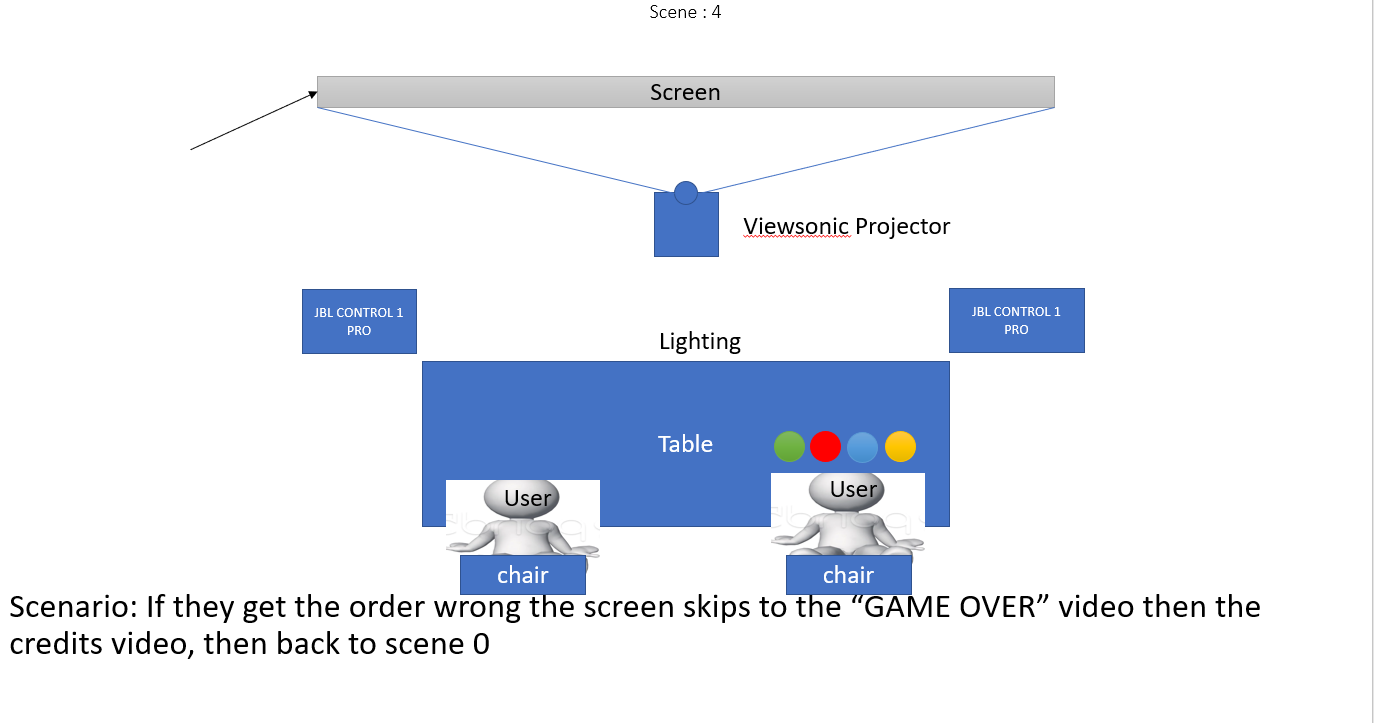 Scene : 4
Screen
Viewsonic Projector
JBL CONTROL 1
PRO
JBL CONTROL 1
PRO
Lighting
Table
User
User
chair
chair
Scenario: If they get the order wrong the screen skips to the “GAME OVER” video then the
credits video, then back to scene 0